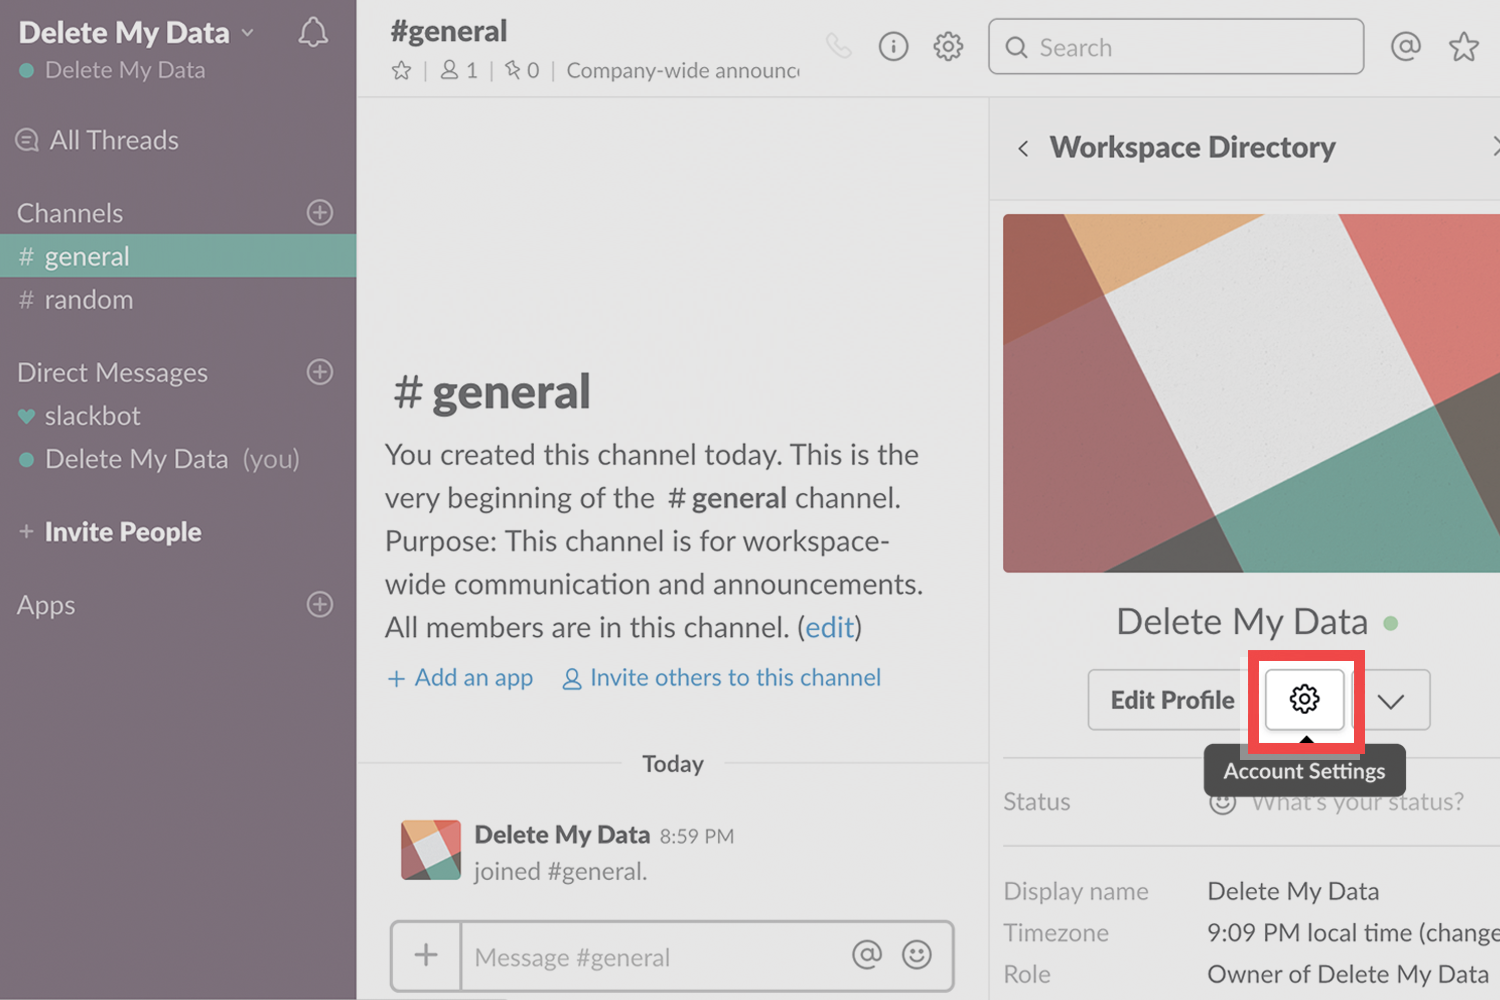 Delete My Data
Delete My Data
All Threads
Channels
# general
# random
Direct Messages
slackbot
Delete My Data (you)
+ Invite People
Apps
#general
1 | 0 | Company-wide announc
Search
# general
You created this channel today. This is the
very beginning of the # general channel.
Purpose: This channel is for workspace-
wide communication and announcements.
All members are in this channel. (edit)
+ Add an app Invite others to this channel
Today
Delete My Data 8:59 PM
joined #general.
+ Message #general @
Workspace Directory
Delete My Data
Edit Profile
Account Settings
Status What's your status?
Display name Delete My Data
Timezone 9:09 PM local time (change
Role Owner of Delete My Data